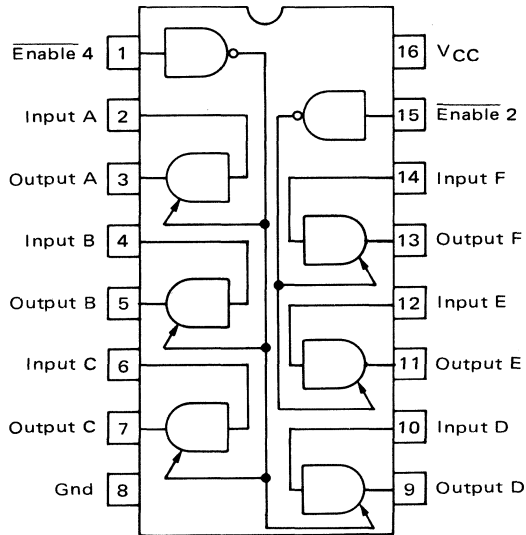 Enable 4 1
Input A 2
Output A 3
Input B 4
Output B 5
Input C 6
Output C 7
Gnd 8
16 VCC
15 Enable 2
14 Input F
13 Output F
12 Input E
11 Output E
10 Input D
9 Output D